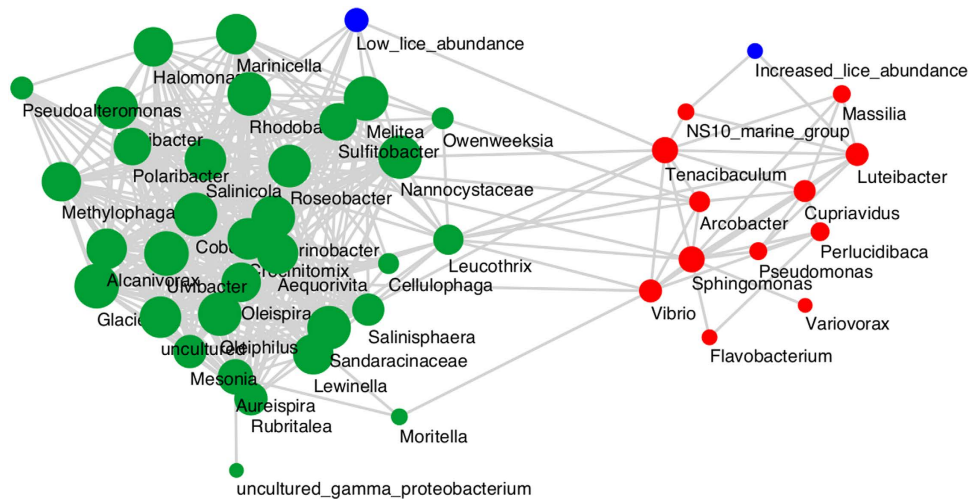 Low_lice_abundance
Marinicella
Increased_lice_abundance
Pseudoalteromonas
Massilia
Rhodoba
Melitea
NS10_marine_group
Owenweeksia
Sulfitobacter
ibacter
Polaribacter
Tenacibaculum
Luteibacter
Salinicola
Nannocystaceae
Roseobacter
Methylophaga
Cupriavidus
Arcobacter
Perlucidibaca
Leucothrix
Pseudomonas
Alcanivorax
Aequorivita
Cellulophaga
Sphingomonas
Oleispira
Vibrio
Variovorax
Salinisphaera
uncultured
Oleiphilus
Sandaracinaceae
Flavobacterium
Mesonia
Lewinella
Aureispira
Rubritalea
Moritella
uncultured_gamma_proteobacterium